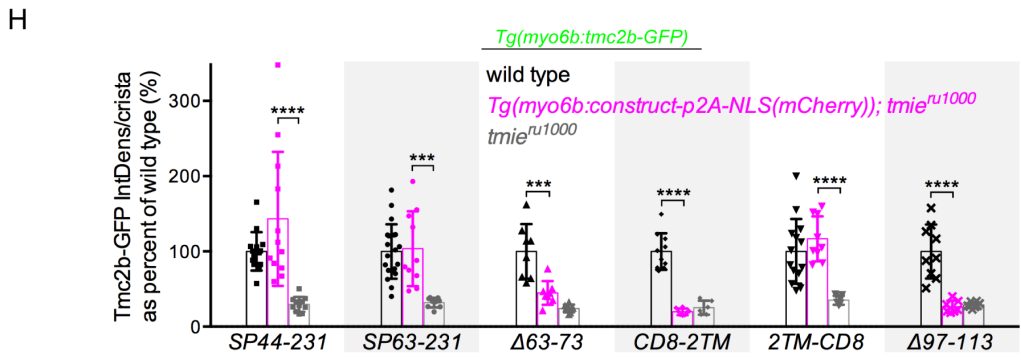 H
Tg(myo6b:tmc2b-GFP)
wild type
Tg(myo6b:construct-p2A-NLS(mCherry)); tmie^ru1000
tmie^ru1000
Tmc2b-GFP IntDens/crista
as percent of wild type (%)
300
200
100
0
****
***
***
****
****
****
SP44-231 SP63-231 Δ63-73 CD8-2TM 2TM-CD8 Δ97-113